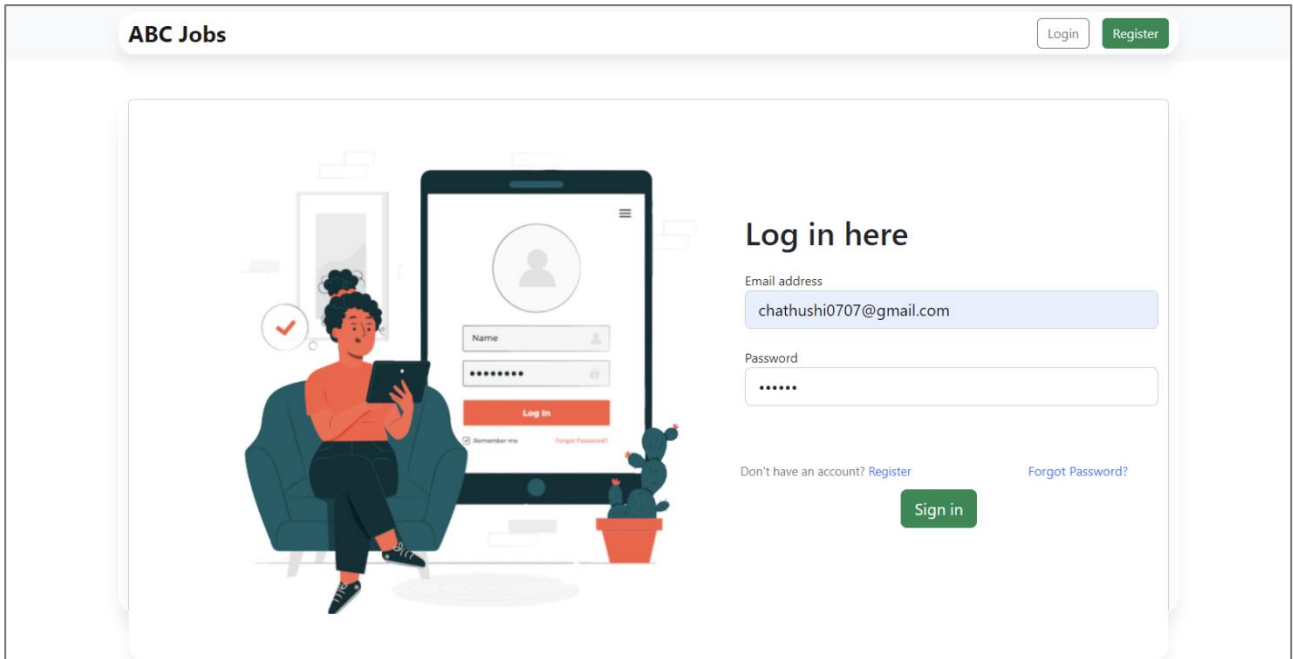 ABC Jobs
Login
Register
Name
••••••••
Log In
Remember me
Forgot Password?
Log in here
Email address
chathushi0707@gmail.com
Password
••••••
Don't have an account? Register
Forgot Password?
Sign in